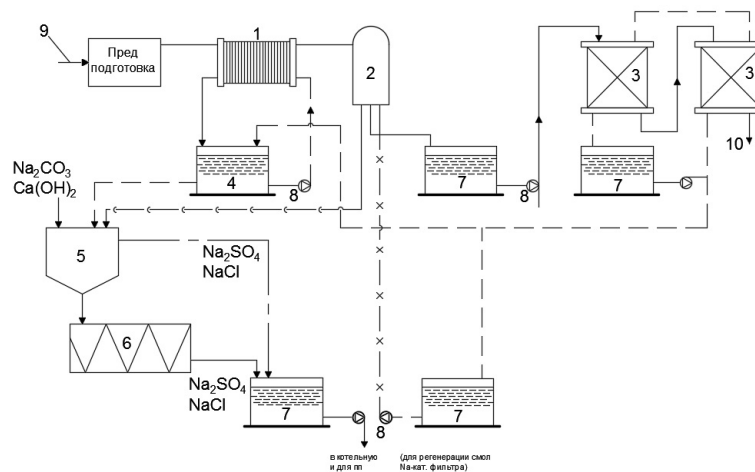 9
Пред
подготовка
1
2
3
3
10
4
8
7
8
7
Na₂CO₃
Ca(OH)₂
5
Na₂SO₄
NaCl
6
Na₂SO₄
NaCl
7
8
7
в котельную
и для пп
(для регенерации смол
Na-кат. фильтра)